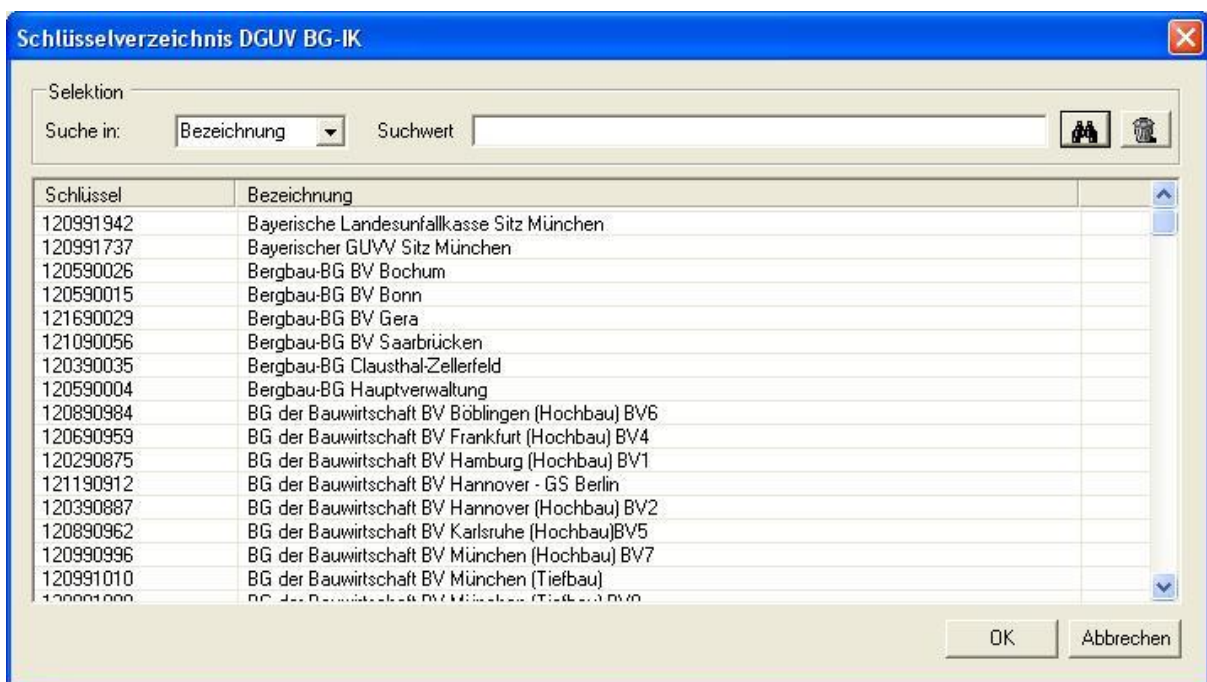 Schlüsselverzeichnis DGUV BG-IK
Selektion
Suche in: Bezeichnung Suchwert
Schlüssel Bezeichnung
120991942 Bayerische Landesunfallkasse Sitz München
120991737 Bayerischer GUVV Sitz München
120590026 Bergbau-BG BV Bochum
120590015 Bergbau-BG BV Bonn
121690029 Bergbau-BG BV Gera
121090056 Bergbau-BG BV Saarbrücken
120390035 Bergbau-BG Clausthal-Zellerfeld
120590004 Bergbau-BG Hauptverwaltung
120890984 BG der Bauwirtschaft BV Böblingen (Hochbau) BV6
120690959 BG der Bauwirtschaft BV Frankfurt (Hochbau) BV4
120290875 BG der Bauwirtschaft BV Hamburg (Hochbau) BV1
121190912 BG der Bauwirtschaft BV Hannover - GS Berlin
120390887 BG der Bauwirtschaft BV Hannover (Hochbau) BV2
120890962 BG der Bauwirtschaft BV Karlsruhe (Hochbau)BV5
120990996 BG der Bauwirtschaft BV München (Hochbau) BV7
120991010 BG der Bauwirtschaft BV München (Tiefbau)
BG der Bauwirtschaft BV München (Tiefbau)
OK Abbrechen